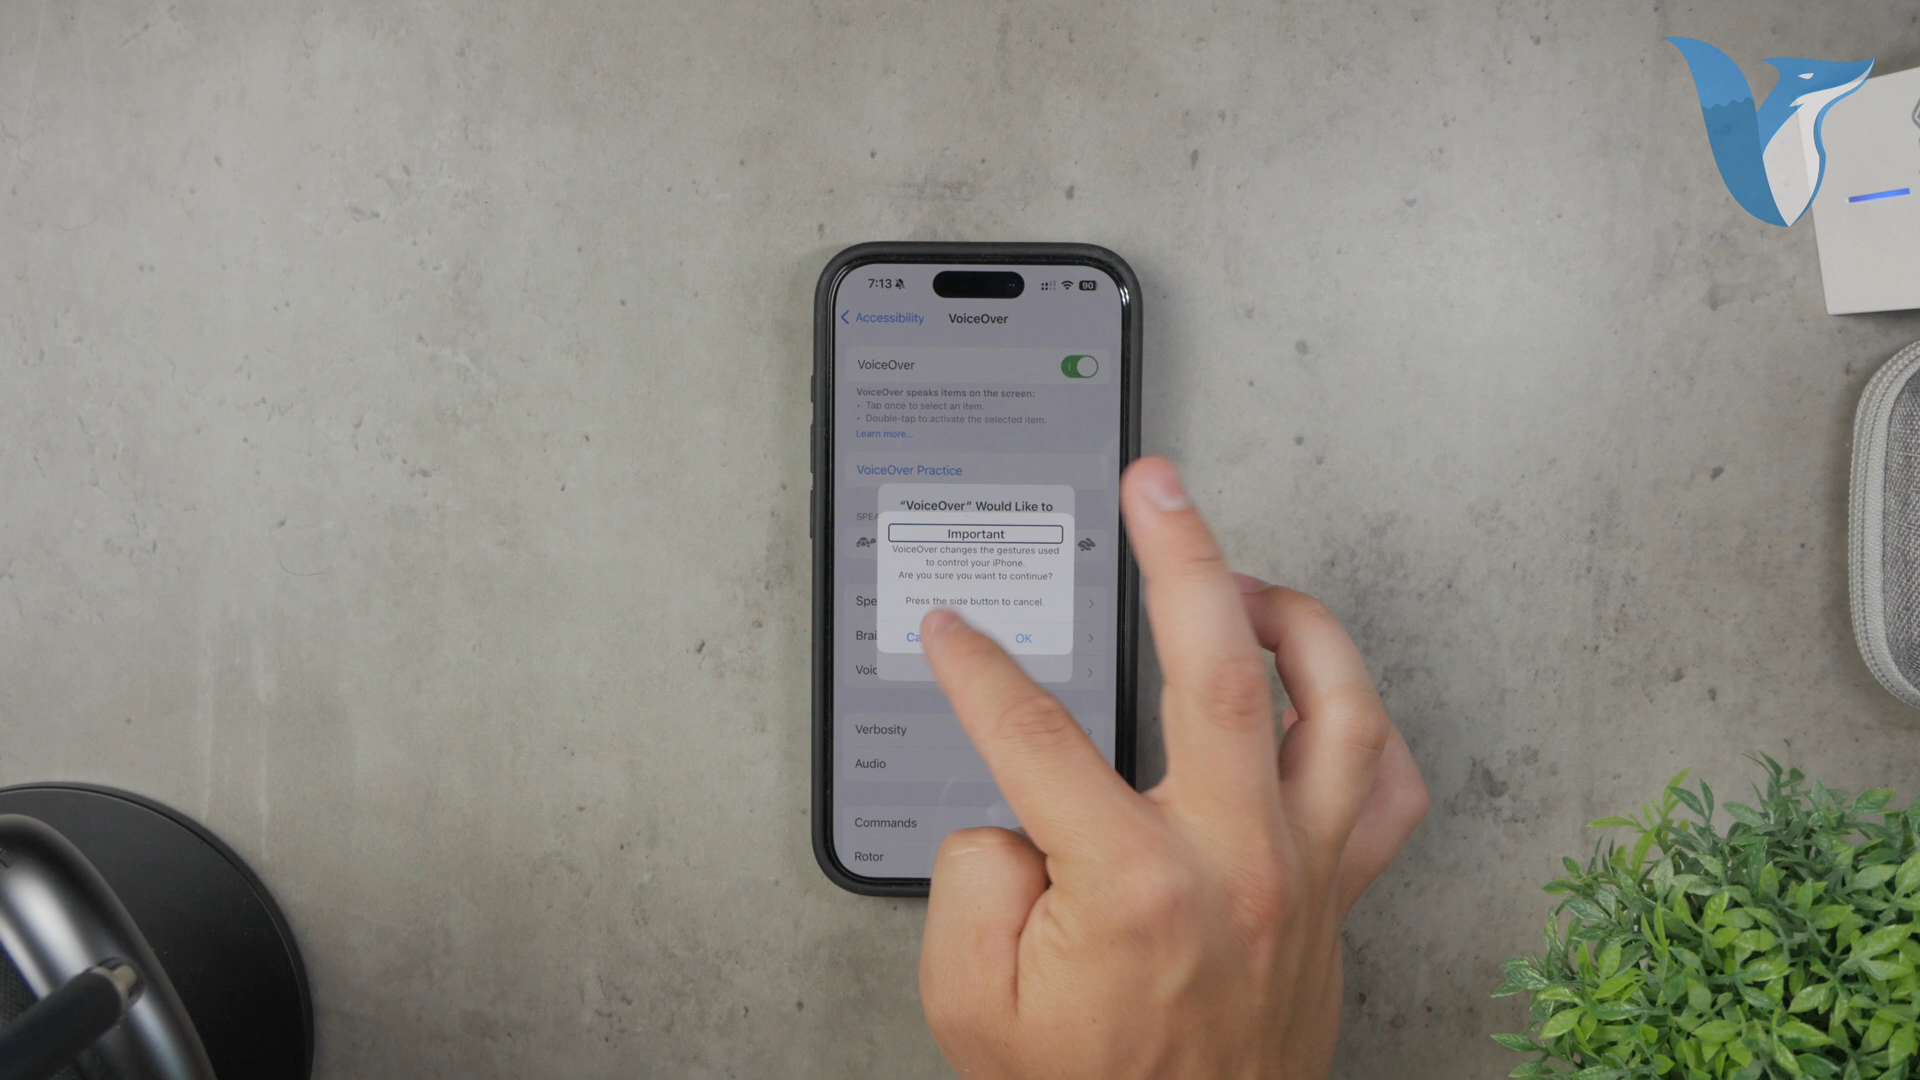 7:13
90
Accessibility
VoiceOver
VoiceOver
VoiceOver speaks items on the screen:
• Tap once to select an item.
• Double-tap to activate the selected item.
Learn more...
VoiceOver Practice
“VoiceOver” Would Like to
Important
VoiceOver changes the gestures used
to control your iPhone.
Are you sure you want to continue?
Press the side button to cancel.
OK
Verbosity
Audio
Commands
Rotor